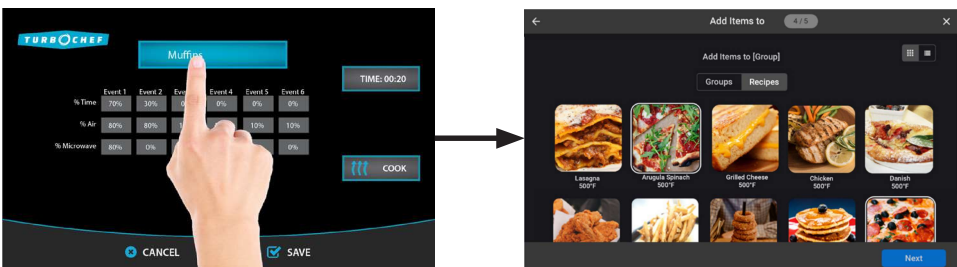 TURBOCHEF
Muffins
TIME: 00:20
Event 1 Event 2 Event 4 Event 5 Event 6
% Time 70% 30% 0% 0% 0%
% Air 80% 80% 10% 10%
% Microwave 80% 0% 0%
COOK
CANCEL SAVE
Add Items to 4 / 5
Add Items to [Group]
Groups Recipes
Lasagna Arugula Spinach Grilled Cheese Chicken Danish
500°F 500°F 500°F 500°F 500°F
Next